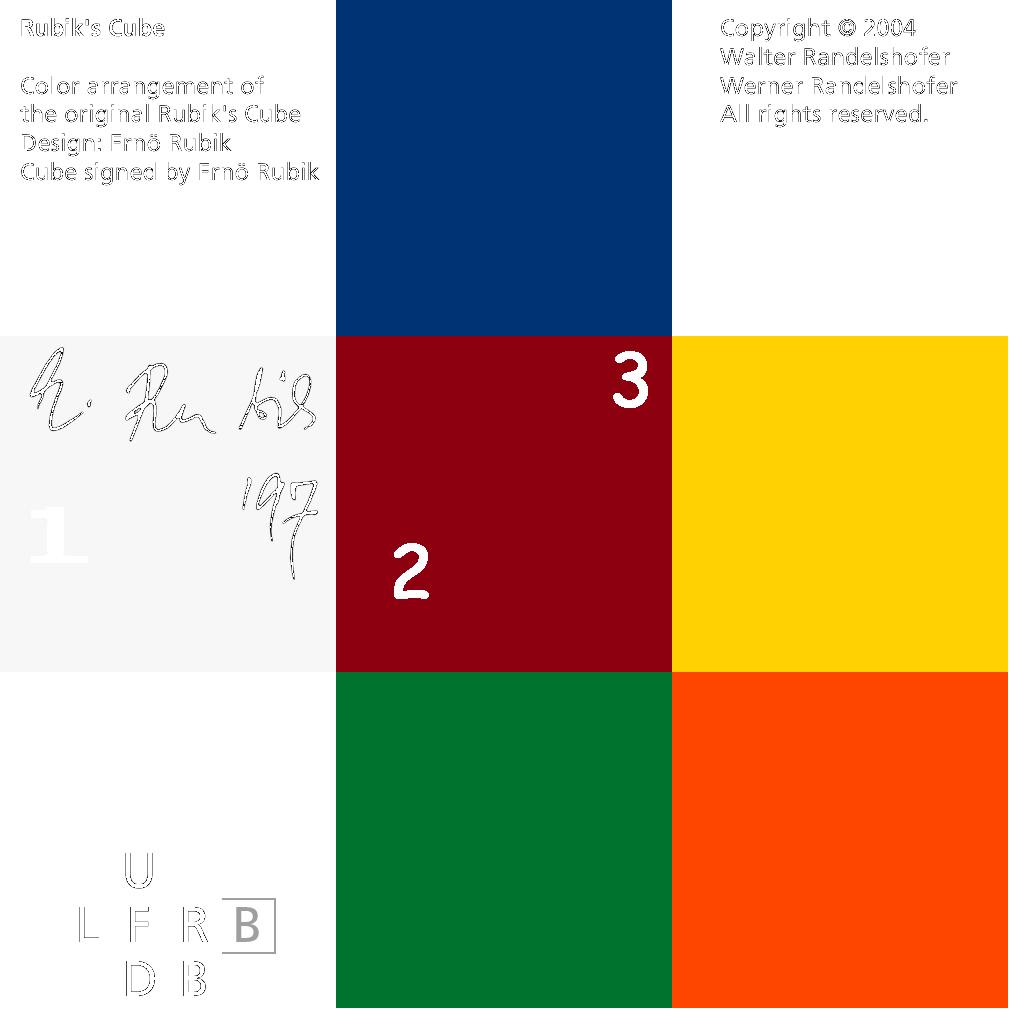 Rubik's Cube
Color arrangement of
the original Rubik's Cube
Design: Ernö Rubik
Cube signed by Ernö Rubik
Copyright © 2004
Walter Randelshofer
Werner Randelshofer
All rights reserved.
E. Rubik
197
1
3
2
U
L F R B
D B